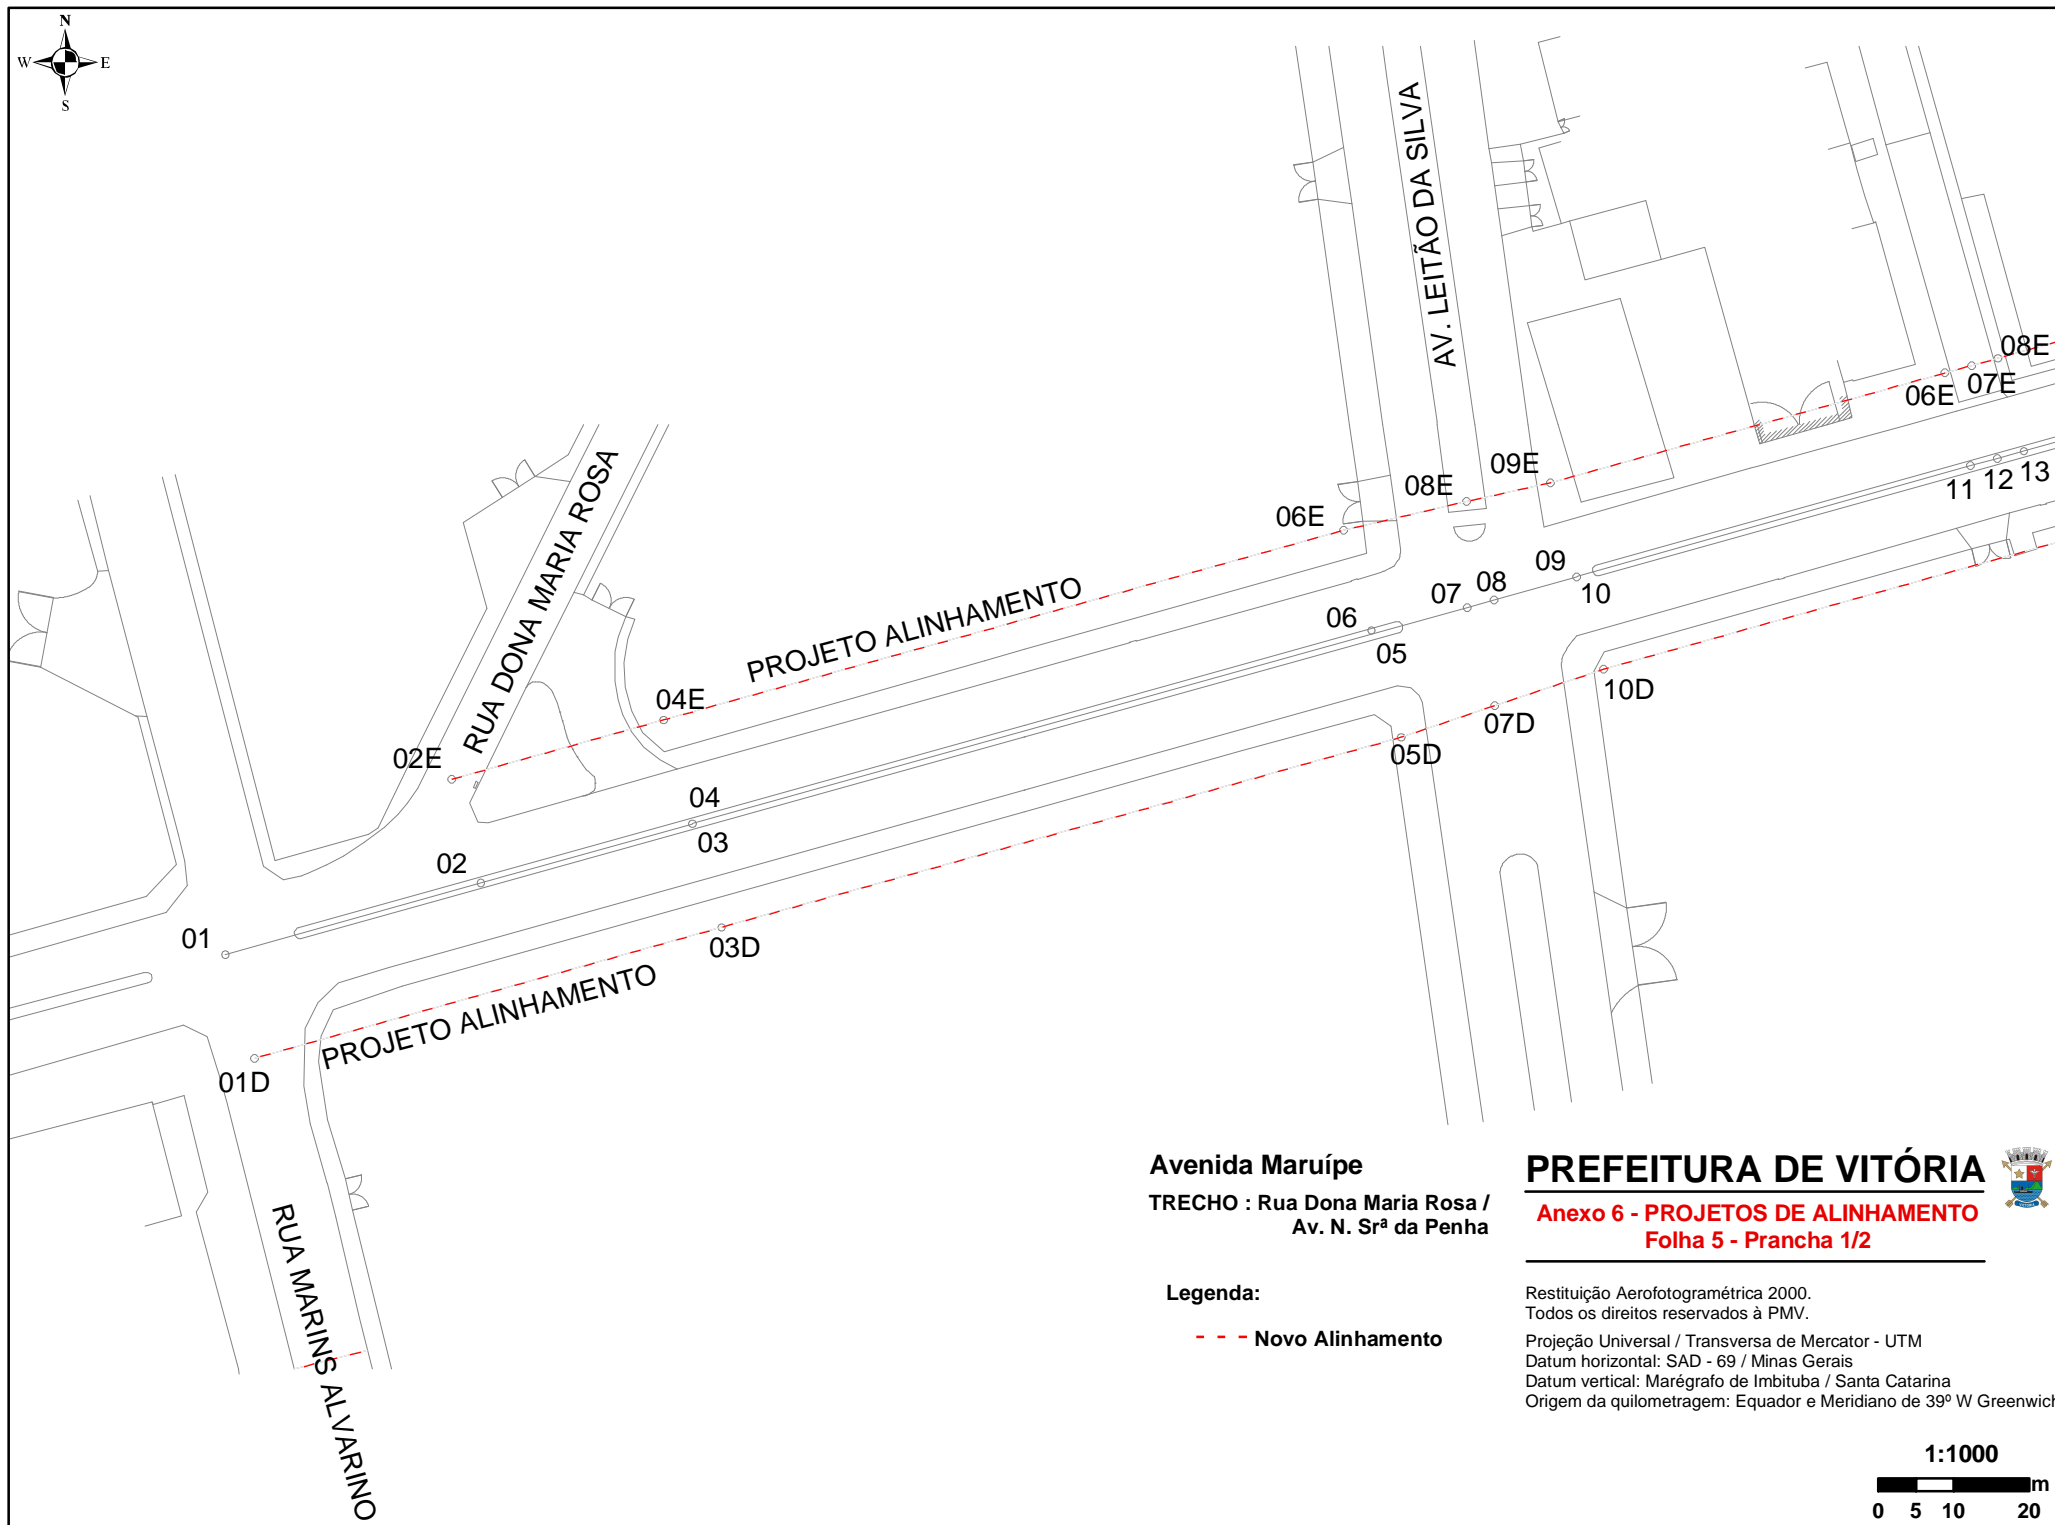 N
W E
S
AV. LEITÃO DA SILVA
RUA DONA MARIA ROSA
08E
07E
06E
09E
08E
06E
13
12
11
09
10
08
07
06
05
PROJETO ALINHAMENTO
04E
02E
10D
07D
05D
04
03
02
01
03D
PROJETO ALINHAMENTO
01D
RUA MARINS ALVARINO
Avenida Maruípe
TRECHO : Rua Dona Maria Rosa /
Av. N. Srª da Penha
Legenda:
Novo Alinhamento
PREFEITURA DE VITÓRIA
Anexo 6 - PROJETOS DE ALINHAMENTO
Folha 5 - Prancha 1/2
Restituição Aerofotogramétrica 2000.
Todos os direitos reservados à PMV.
Projeção Universal / Transversa de Mercator - UTM
Datum horizontal: SAD - 69 / Minas Gerais
Datum vertical: Marégrafo de Imbituba / Santa Catarina
Origem da quilometragem: Equador e Meridiano de 39º W Greenwich
1:1000
m
0 5 10 20